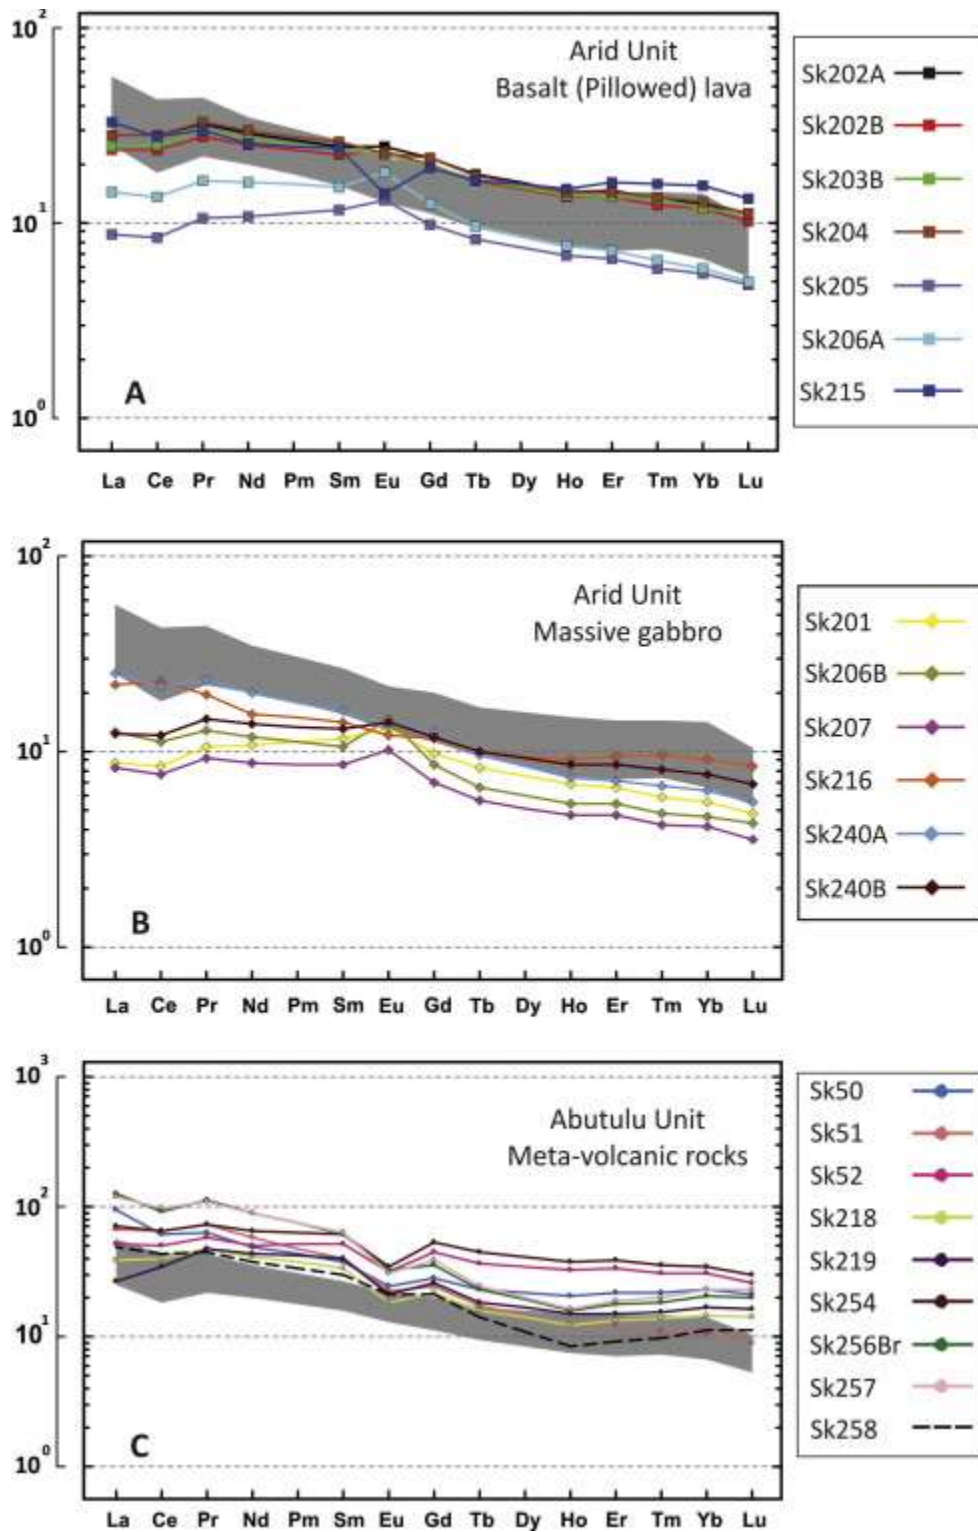 10²
Arid Unit
Basalt (Pillowed) lava
10¹
A
10⁰
La Ce Pr Nd Pm Sm Eu Gd Tb Dy Ho Er Tm Yb Lu
Sk202A
Sk202B
Sk203B
Sk204
Sk205
Sk206A
Sk215
10²
Arid Unit
Massive gabbro
10¹
B
10⁰
La Ce Pr Nd Pm Sm Eu Gd Tb Dy Ho Er Tm Yb Lu
Sk201
Sk206B
Sk207
Sk216
Sk240A
Sk240B
10³
Abutulu Unit
Meta-volcanic rocks
10²
10¹
10⁰
C
La Ce Pr Nd Pm Sm Eu Gd Tb Dy Ho Er Tm Yb Lu
Sk50
Sk51
Sk52
Sk218
Sk219
Sk254
Sk256Br
Sk257
Sk258